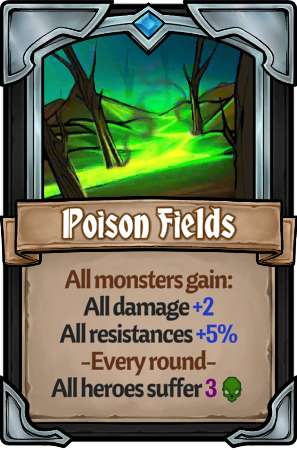 Poison Fields
All monsters gain:
All damage +2
All resistances +5%
-Every round-
All heroes suffer 3